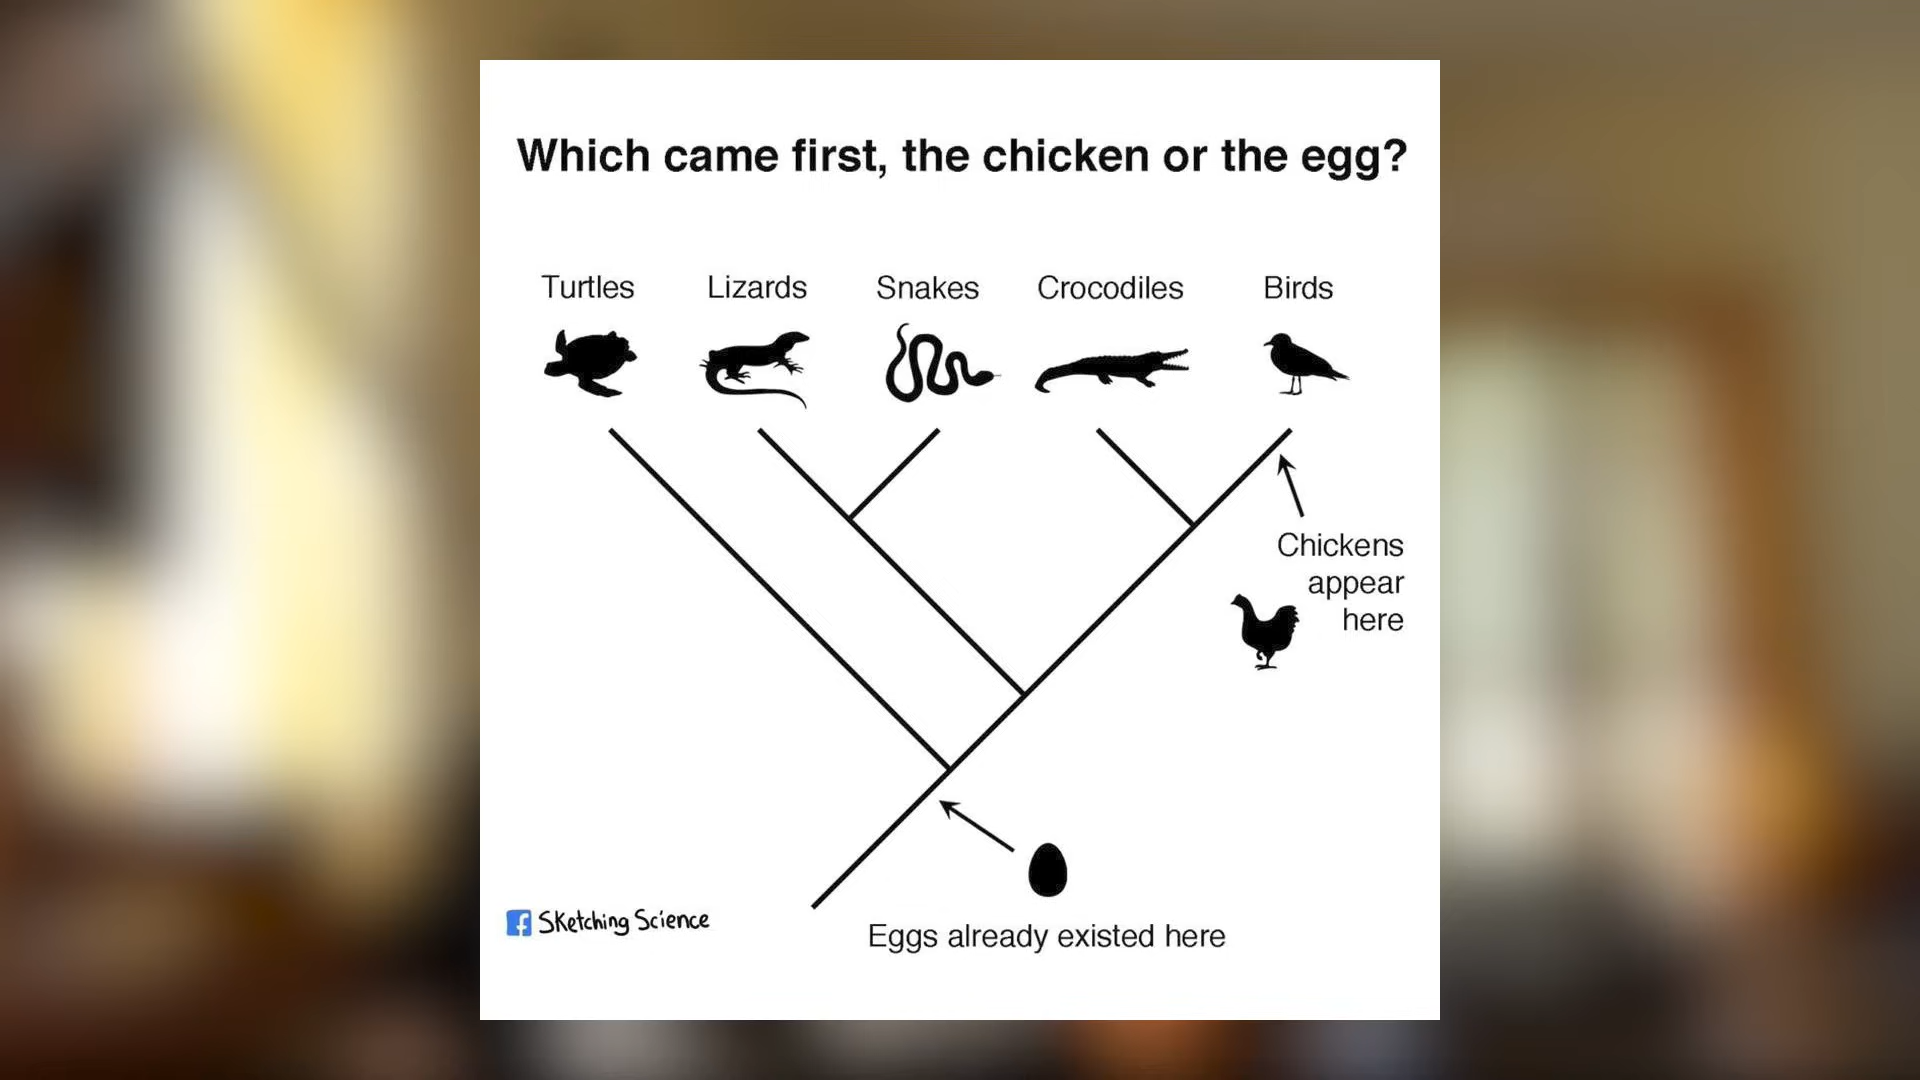 Which came first, the chicken or the egg?
Turtles Lizards Snakes Crocodiles Birds
Chickens
appear
here
Sketching Science
Eggs already existed here